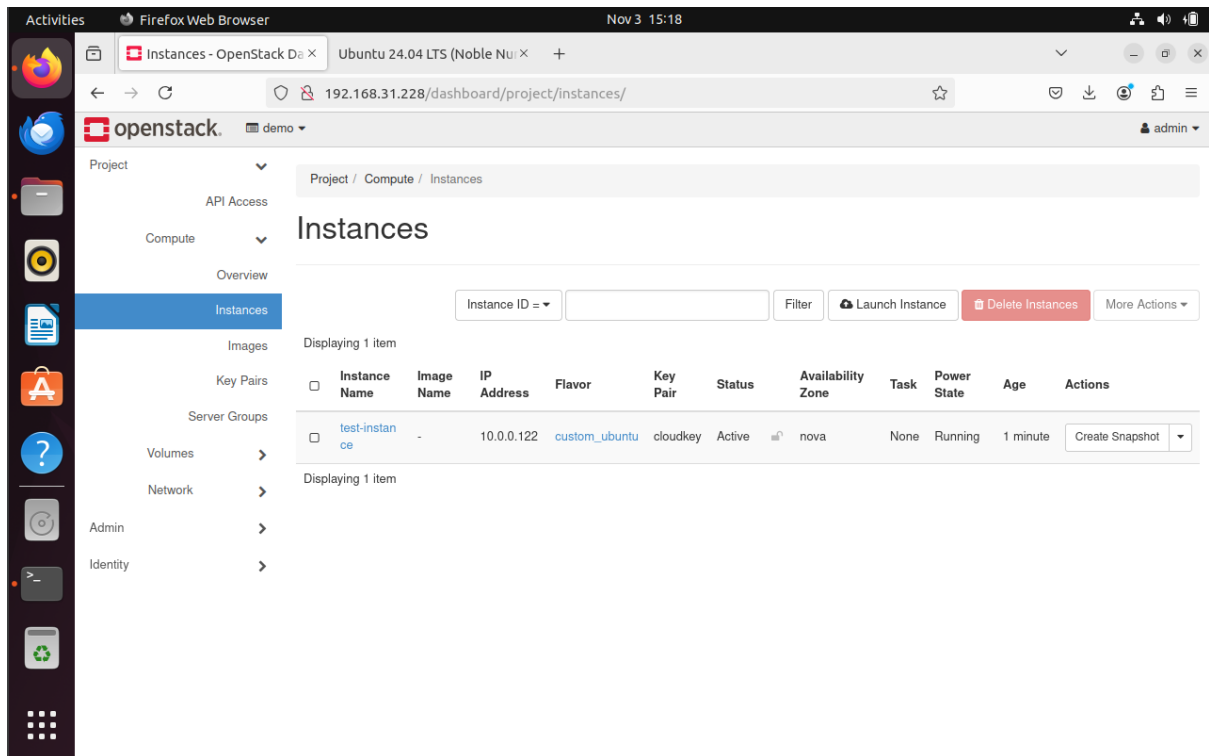 Activities
Firefox Web Browser
Nov 3 15:18
Instances - OpenStack Da
Ubuntu 24.04 LTS (Noble Nu
192.168.31.228/dashboard/project/instances/
openstack.
demo
admin
Project
API Access
Compute
Overview
Instances
Images
Key Pairs
Server Groups
Volumes
Network
Admin
Identity
Project / Compute / Instances
Instances
Instance ID =
Filter
Launch Instance
Delete Instances
More Actions
Displaying 1 item
Instance Name Image Name IP Address Flavor Key Pair Status Availability Zone Task Power State Age Actions
test-instance - 10.0.0.122 custom_ubuntu cloudkey Active nova None Running 1 minute Create Snapshot
Displaying 1 item